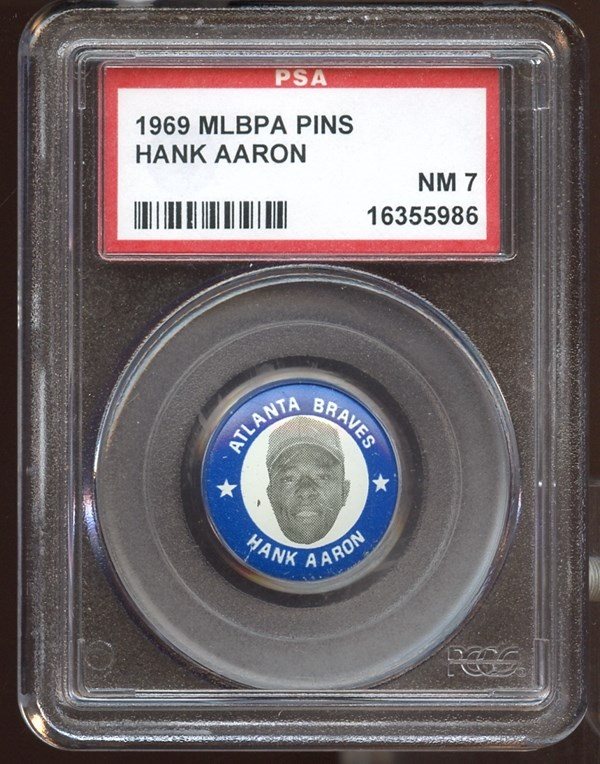 PSA
1969 MLBPA PINS
HANK AARON
NM 7
16355986
ATLANTA BRAVES
HANK AARON
PCGS